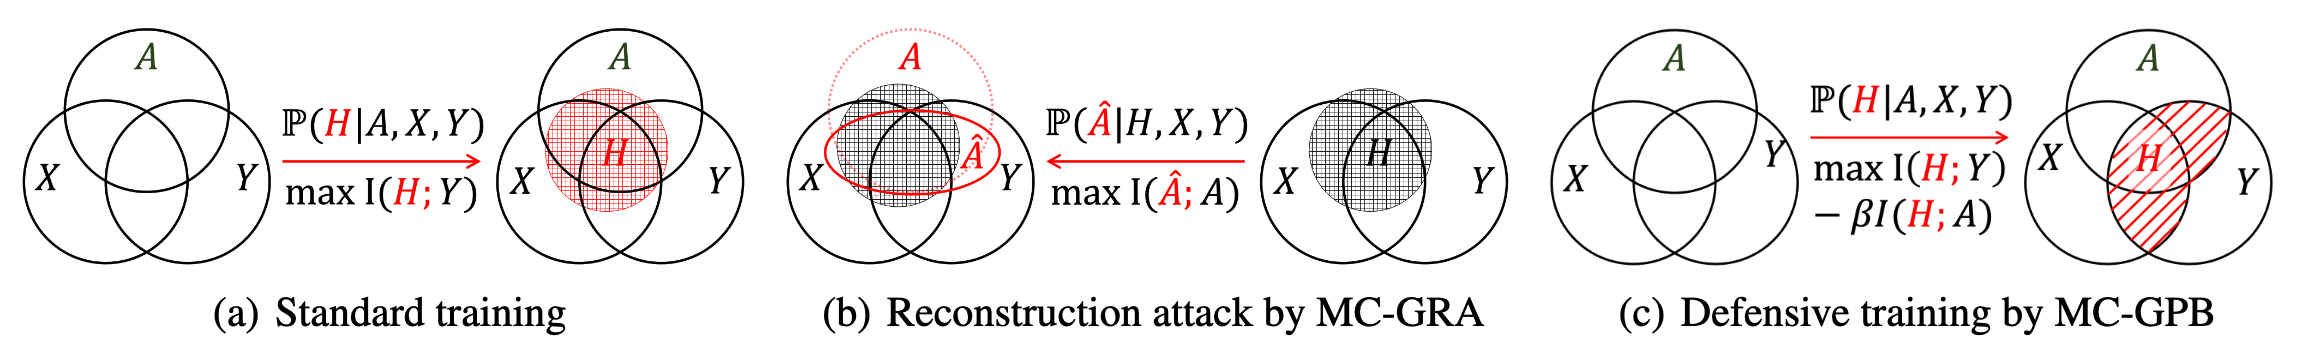 A
X
Y
ℙ(H|A, X, Y)
max I(H; Y)
A
X
H
Y
(a) Standard training
A
X
Â
Y
ℙ(Â|H, X, Y)
max I(Â; A)
X
H
Y
(b) Reconstruction attack by MC-GRA
A
X
Y
ℙ(H|A, X, Y)
max I(H; Y)
− βI(H; A)
A
X
H
Y
(c) Defensive training by MC-GPB